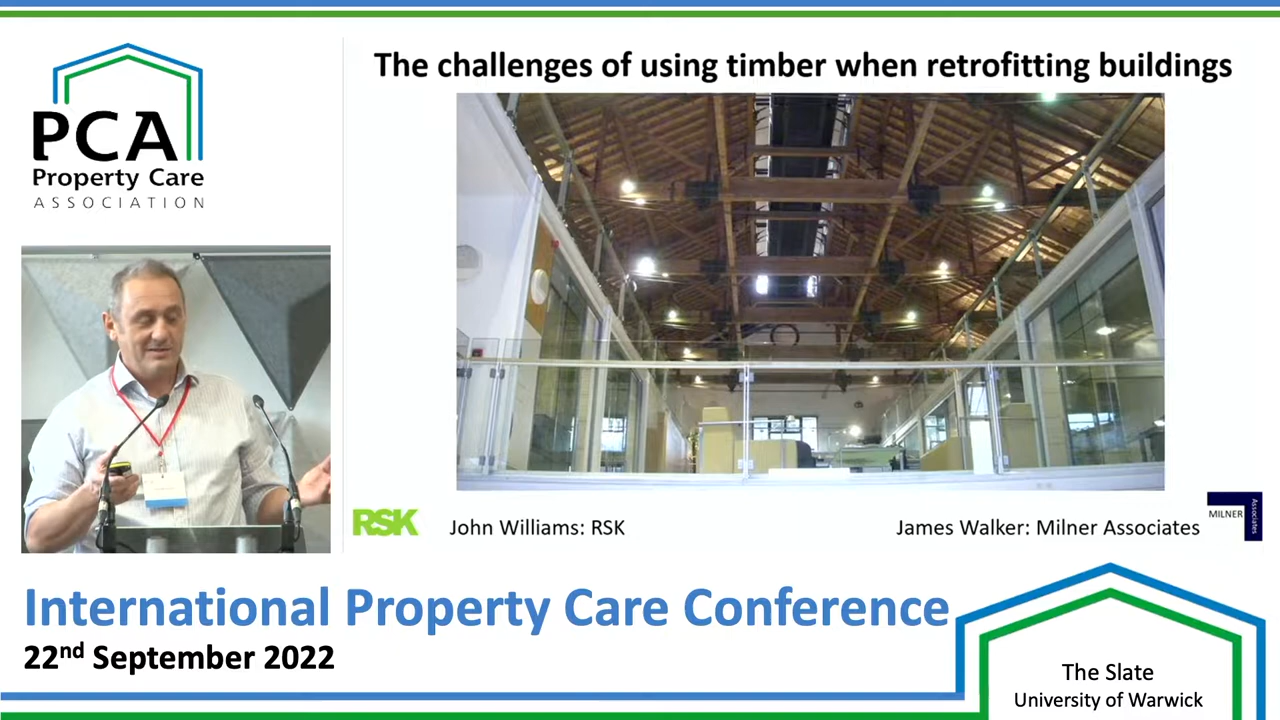 PCA
Property Care
ASSOCIATION
The challenges of using timber when retrofitting buildings
RSK
John Williams: RSK
James Walker: Milner Associates
MILNER
Associates
International Property Care Conference
22nd September 2022
The Slate
University of Warwick